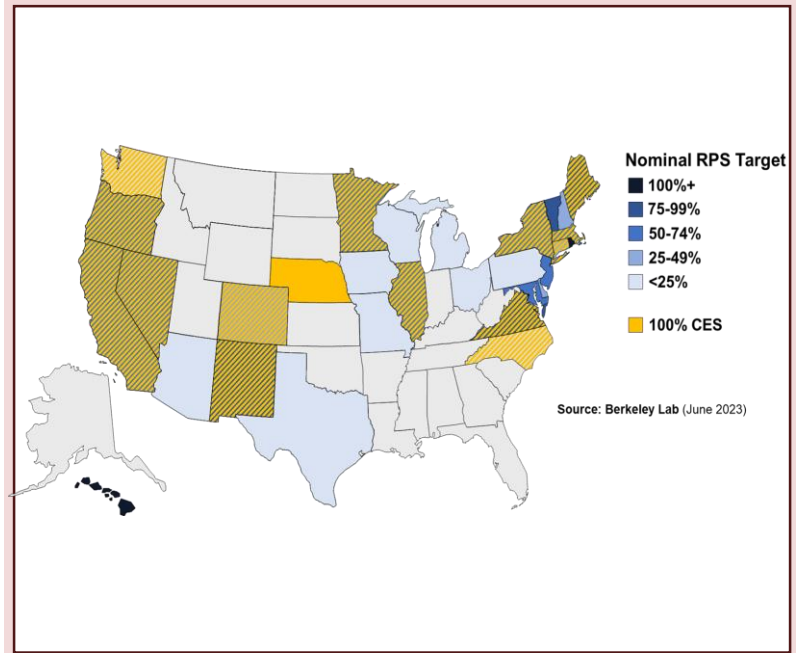 Nominal RPS Target
100%+
75-99%
50-74%
25-49%
<25%
100% CES
Source: Berkeley Lab (June 2023)